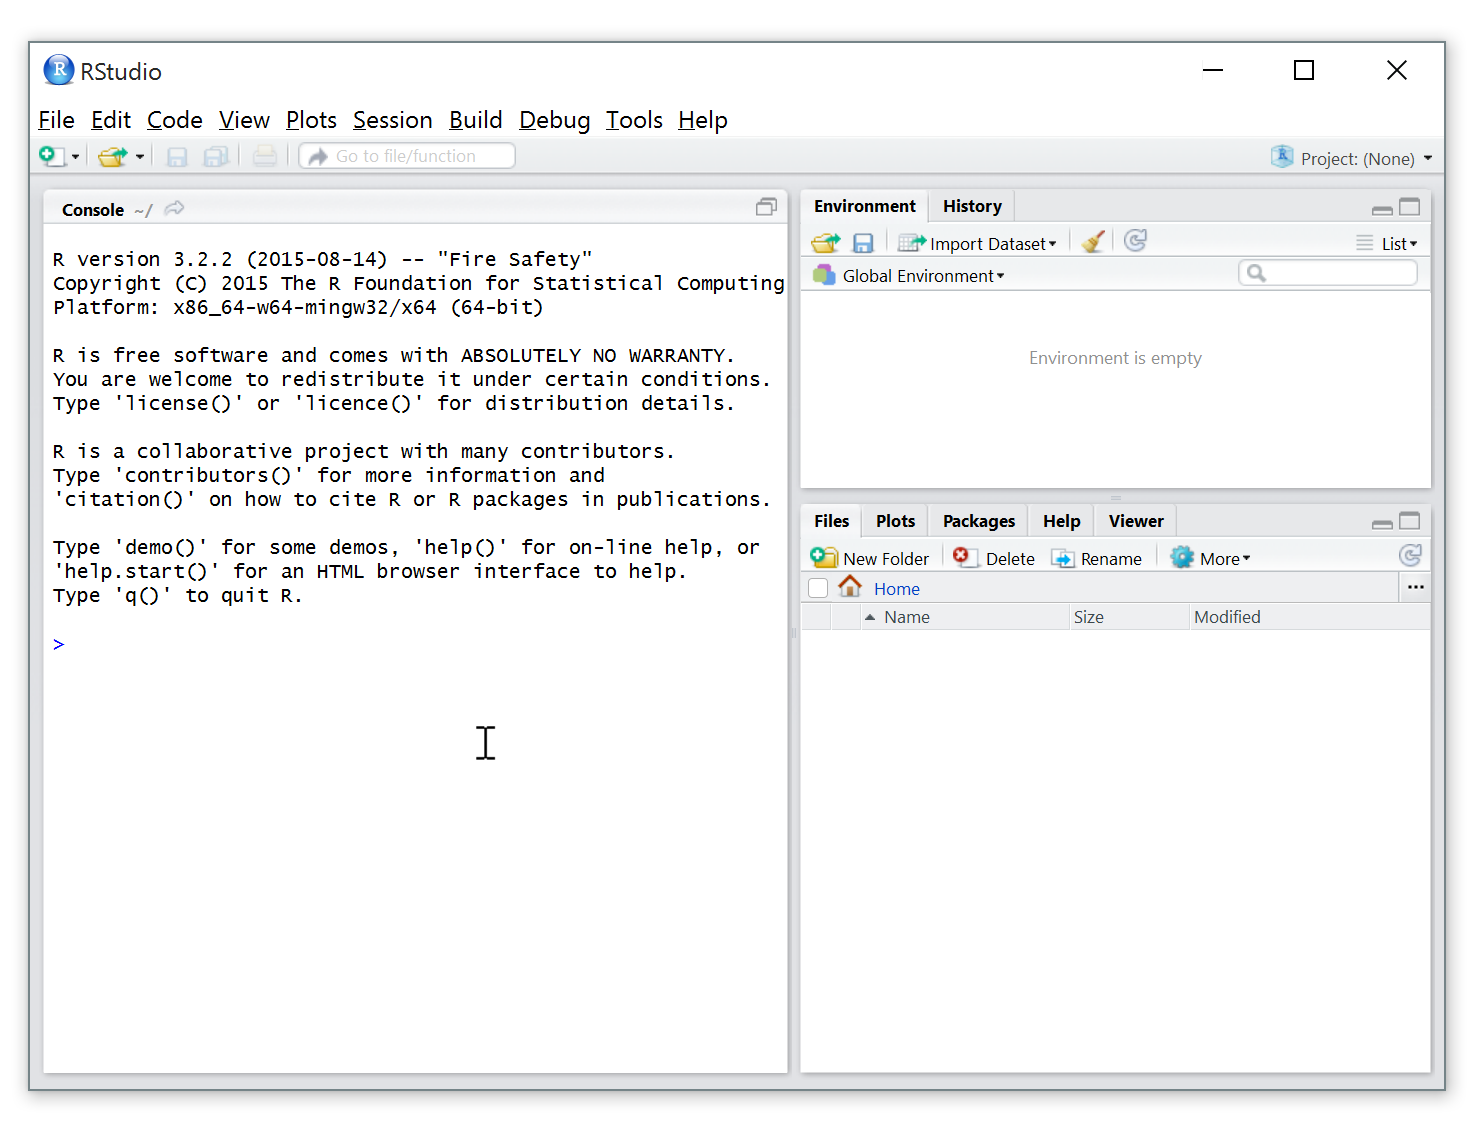 RStudio
File Edit Code View Plots Session Build Debug Tools Help
Go to file/function
Project: (None)
Console ~/
R version 3.2.2 (2015-08-14) -- "Fire Safety"
Copyright (C) 2015 The R Foundation for Statistical Computing
Platform: x86_64-w64-mingw32/x64 (64-bit)
R is free software and comes with ABSOLUTELY NO WARRANTY.
You are welcome to redistribute it under certain conditions.
Type 'license()' or 'licence()' for distribution details.
R is a collaborative project with many contributors.
Type 'contributors()' for more information and
'citation()' on how to cite R or R packages in publications.
Type 'demo()' for some demos, 'help()' for on-line help, or
'help.start()' for an HTML browser interface to help.
Type 'q()' to quit R.
>
Environment History
Import Dataset List
Global Environment
Environment is empty
Files Plots Packages Help Viewer
New Folder Delete Rename More
Home ...
Name Size Modified